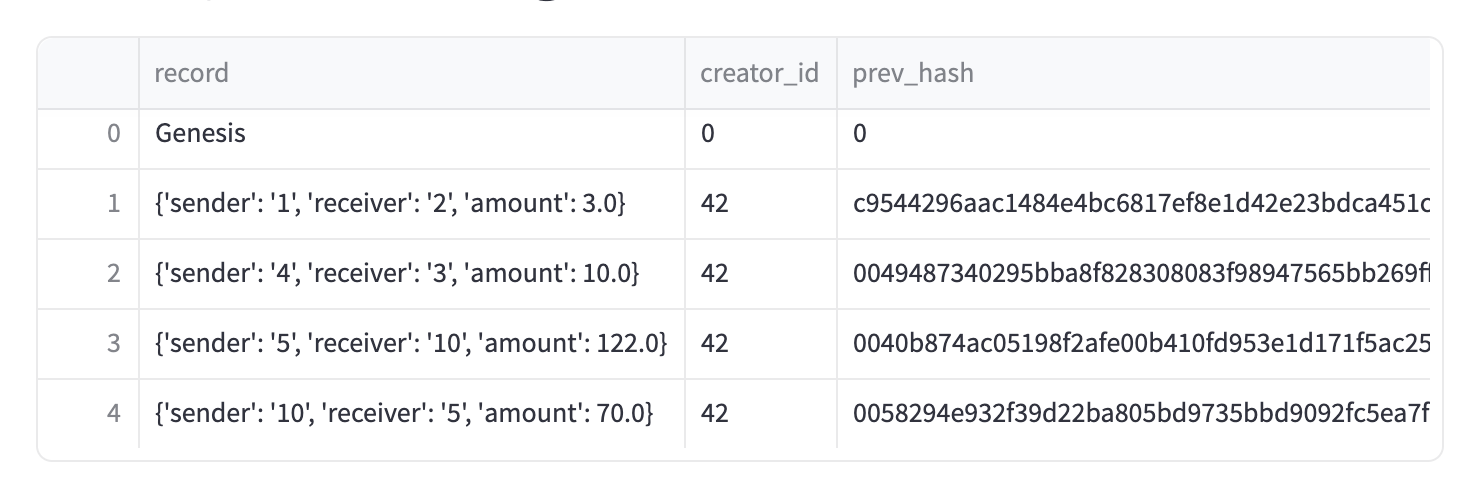 record creator_id prev_hash
0 Genesis 0 0
1 {'sender': '1', 'receiver': '2', 'amount': 3.0} 42 c9544296aac1484e4bc6817ef8e1d42e23bdca451c
2 {'sender': '4', 'receiver': '3', 'amount': 10.0} 42 0049487340295bba8f828308083f98947565bb269ff
3 {'sender': '5', 'receiver': '10', 'amount': 122.0} 42 0040b874ac05198f2afe00b410fd953e1d171f5ac25
4 {'sender': '10', 'receiver': '5', 'amount': 70.0} 42 0058294e932f39d22ba805bd9735bbd9092fc5ea7f